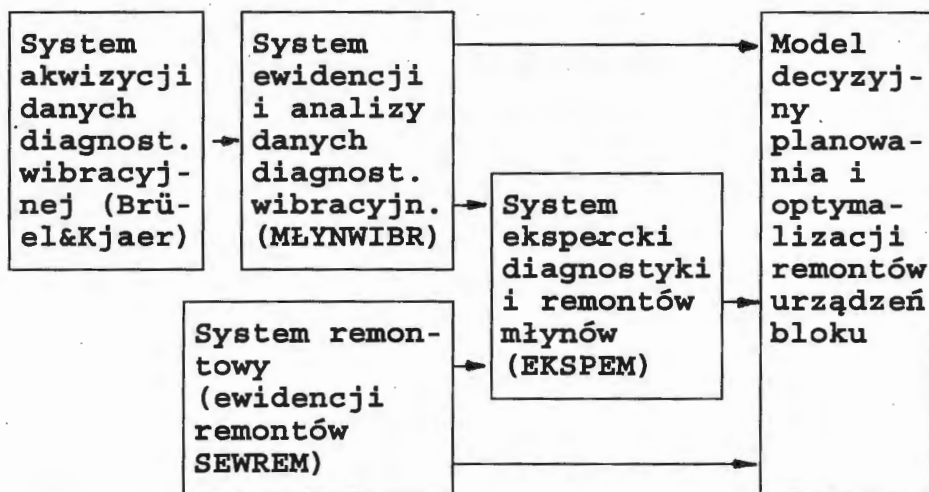 System
akwizycji
danych
diagnost.
wibracyj-
nej (Brü-
el&Kjaer)
System
ewidencji
i analizy
danych
diagnost.
wibracyjn.
(MŁYNWIBR)
System remon-
towy
(ewidencji
remontów
SEWREM)
System
ekspercki
diagnostyki
i remontów
młynów
(EKSPEM)
Model
decyzyj-
ny
planowa-
nia i
optyma-
lizacji
remontów
urządzeń
bloku